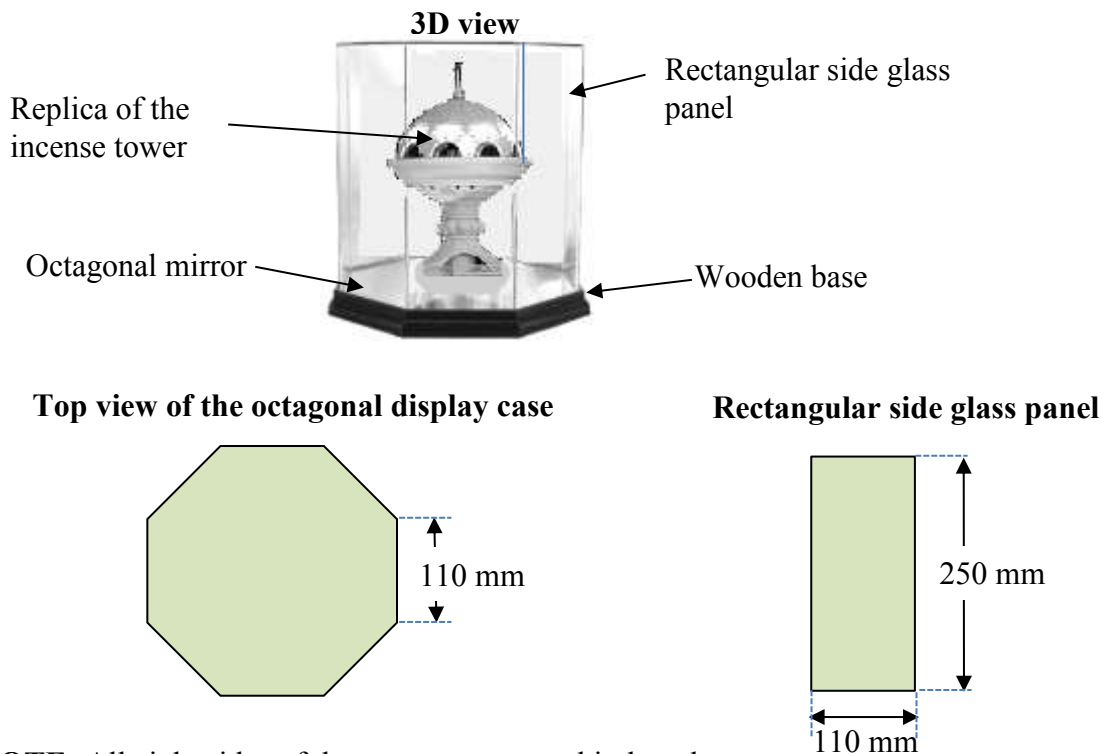 3D view
Rectangular side glass
panel
Replica of the
incense tower
Octagonal mirror
Wooden base
Top view of the octagonal display case
Rectangular side glass panel
110 mm
250 mm
110 mm